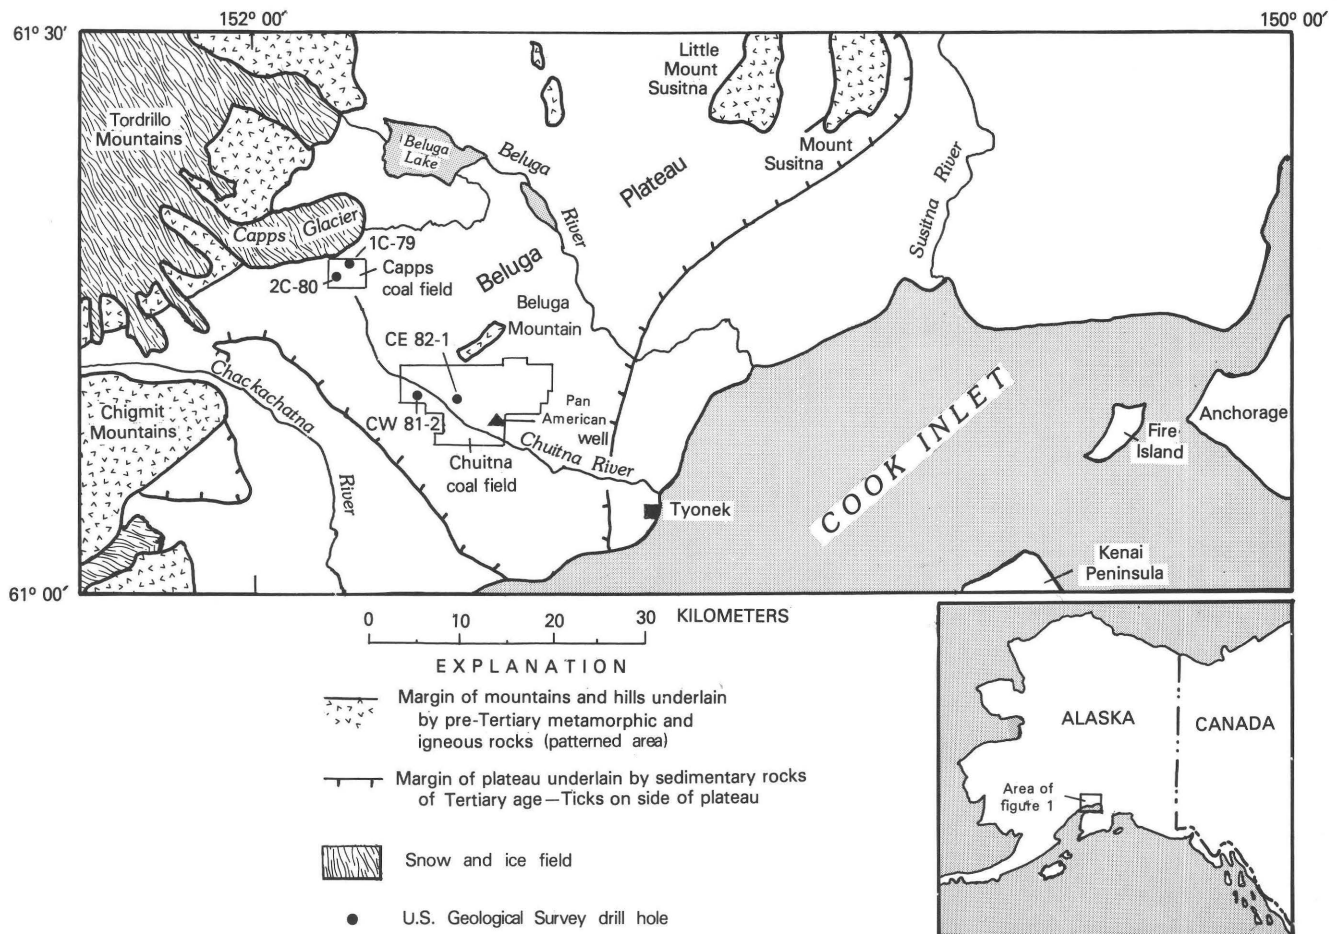 152° 00′
150° 00′
61° 30′
Little
Mount
Susitna
Tordrillo
Mountains
Beluga
Lake
Beluga
River
Mount
Susitna
Susitna
River
Plateau
Beluga
Capps Glacier
1C-79
Capps
coal field
2C-80
Beluga
Mountain
CE 82-1
Chackachatna
River
Chigmit
Mountains
CW 81-2
Pan
American
well
Chuitna River
Chuitna
coal field
Tyonek
COOK INLET
Anchorage
Fire
Island
Kenai
Peninsula
61° 00′
0 10 20 30 KILOMETERS
EXPLANATION
Margin of mountains and hills underlain
by pre-Tertiary metamorphic and
igneous rocks (patterned area)
Margin of plateau underlain by sedimentary rocks
of Tertiary age—Ticks on side of plateau
Snow and ice field
U.S. Geological Survey drill hole
ALASKA
CANADA
Area of
figure 1